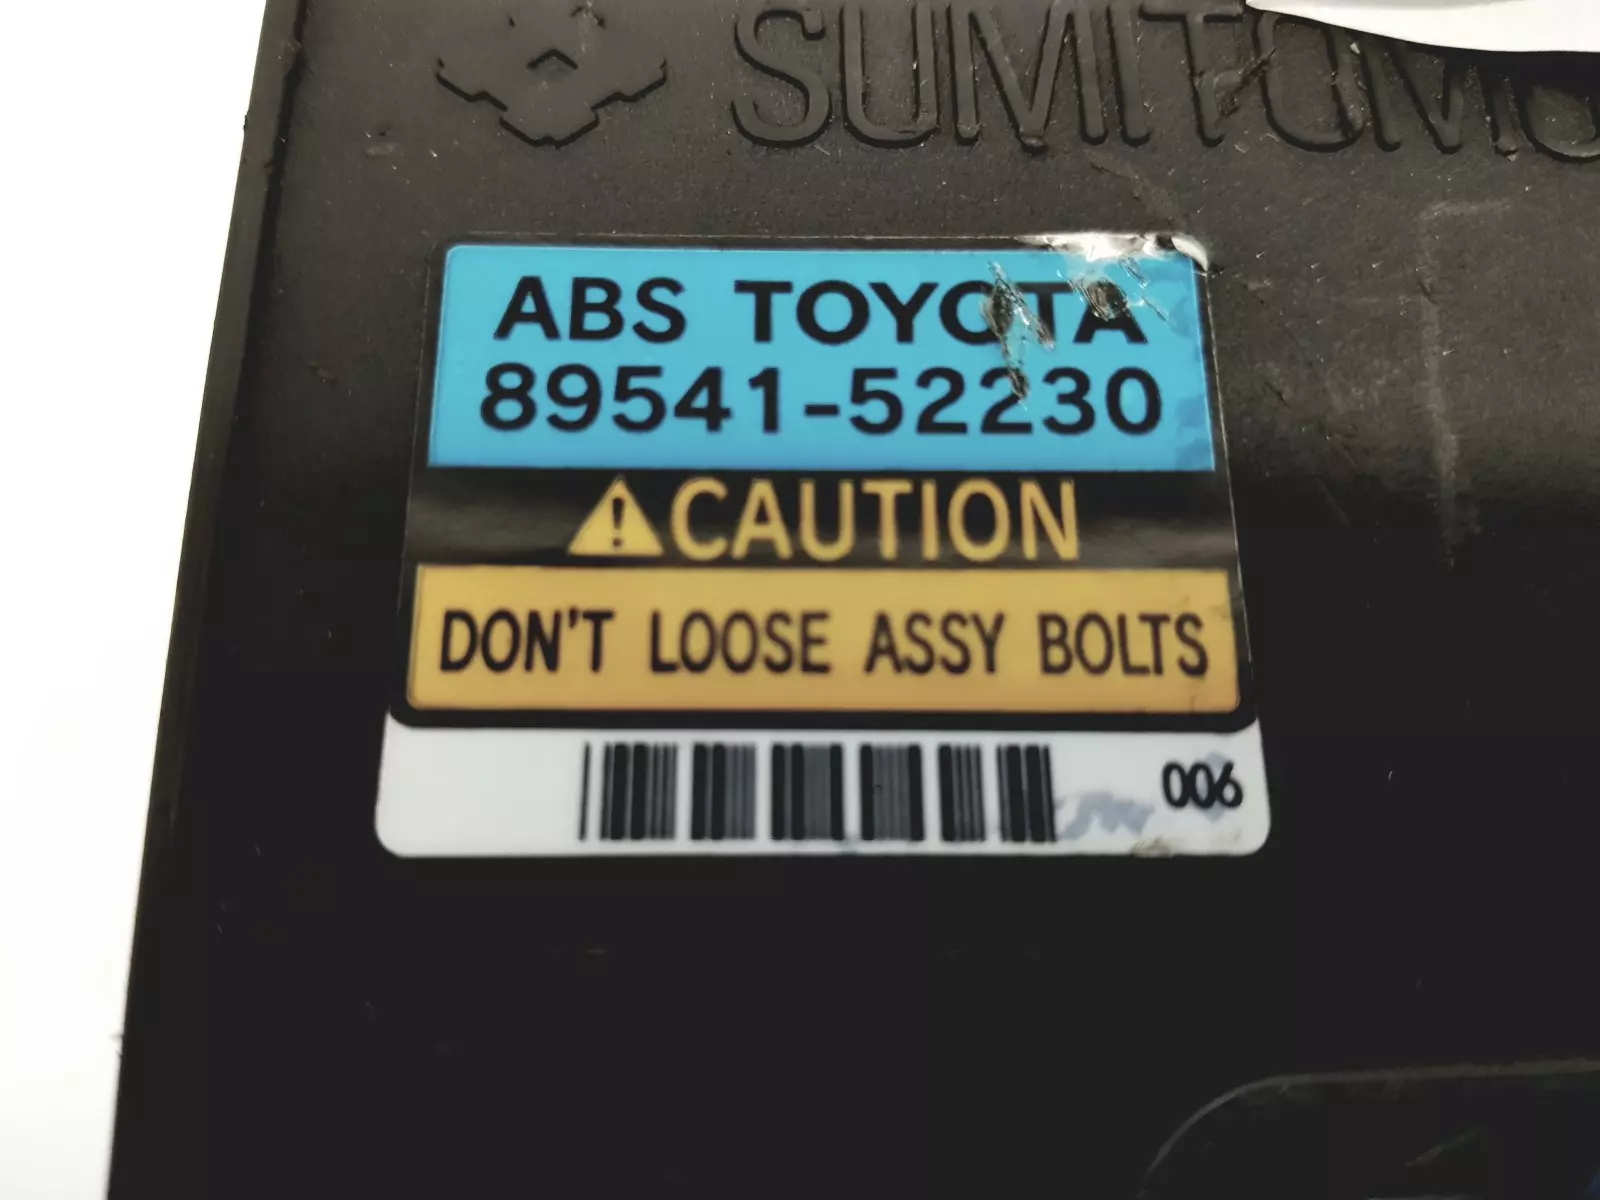 SUMITOMO
ABS TOYOTA
89541-52230
CAUTION
DON'T LOOSE ASSY BOLTS
006